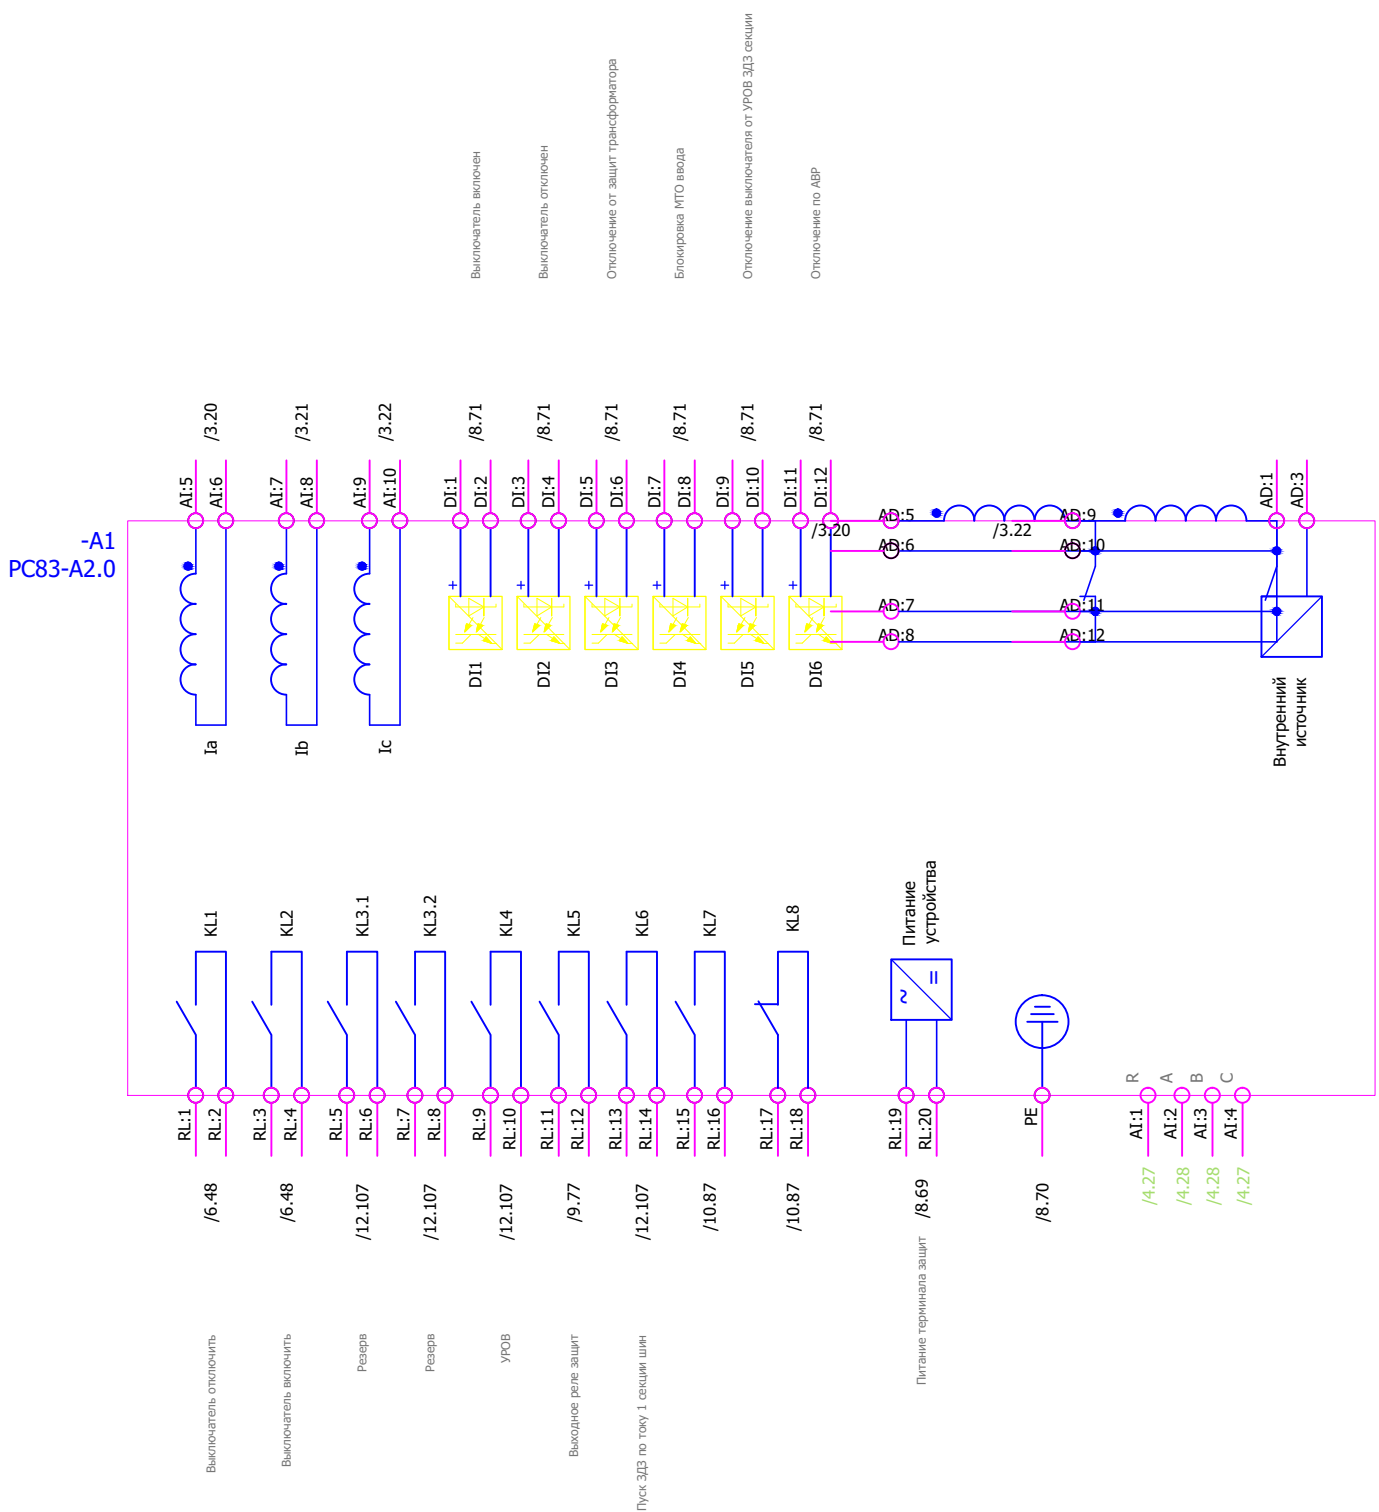 Выключатель включен
Выключатель отключен
Отключение от защит трансформатора
Блокировка МТО ввода
Отключение выключателя от УРОВ ЗДЗ секции
Отключение по АВР
/3.20
/3.21
/3.22
/8.71
/8.71
/8.71
/8.71
/8.71
/8.71
AI:5
AI:6
AI:7
AI:8
AI:9
AI:10
DI:1
DI:2
DI:3
DI:4
DI:5
DI:6
DI:7
DI:8
DI:9
DI:10
DI:11
DI:12
AD:1
AD:3
-A1
PC83-A2.0
/3.20
AD:5
AD:6
AD:7
AD:8
/3.22
AD:9
AD:10
AD:11
AD:12
+
+
+
+
+
+
DI1
DI2
DI3
DI4
DI5
DI6
Ia
Ib
Ic
Внутренний
источник
KL1
KL2
KL3.1
KL3.2
KL4
KL5
KL6
KL7
KL8
Питание
устройства
~
=
R
A
B
C
RL:1
RL:2
RL:3
RL:4
RL:5
RL:6
RL:7
RL:8
RL:9
RL:10
RL:11
RL:12
RL:13
RL:14
RL:15
RL:16
RL:17
RL:18
RL:19
RL:20
PE
AI:1
AI:2
AI:3
AI:4
/6.48
/6.48
/12.107
/12.107
/12.107
/9.77
/12.107
/10.87
/10.87
/8.69
/8.70
/4.27
/4.28
/4.28
/4.27
Выключатель отключить
Выключатель включить
Резерв
Резерв
УРОВ
Выходное реле защит
Пуск ЗДЗ по току 1 секции шин
Питание терминала защит